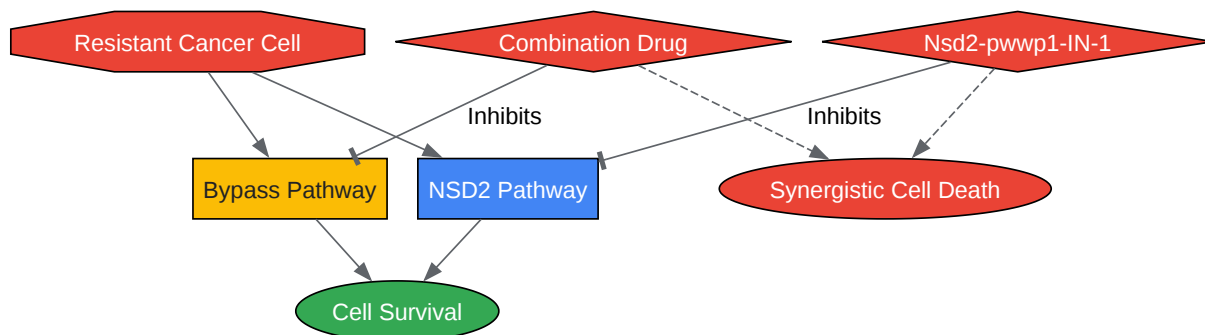 Resistant Cancer Cell
Combination Drug
Nsd2-pwwp1-IN-1
Inhibits
Inhibits
Bypass Pathway
NSD2 Pathway
Synergistic Cell Death
Cell Survival